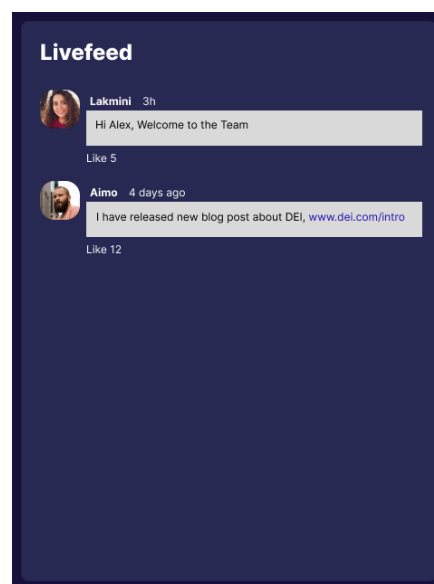 Livefeed
Lakmini 3h
Hi Alex, Welcome to the Team
Like 5
Aimo 4 days ago
I have released new blog post about DEI, www.dei.com/intro
Like 12